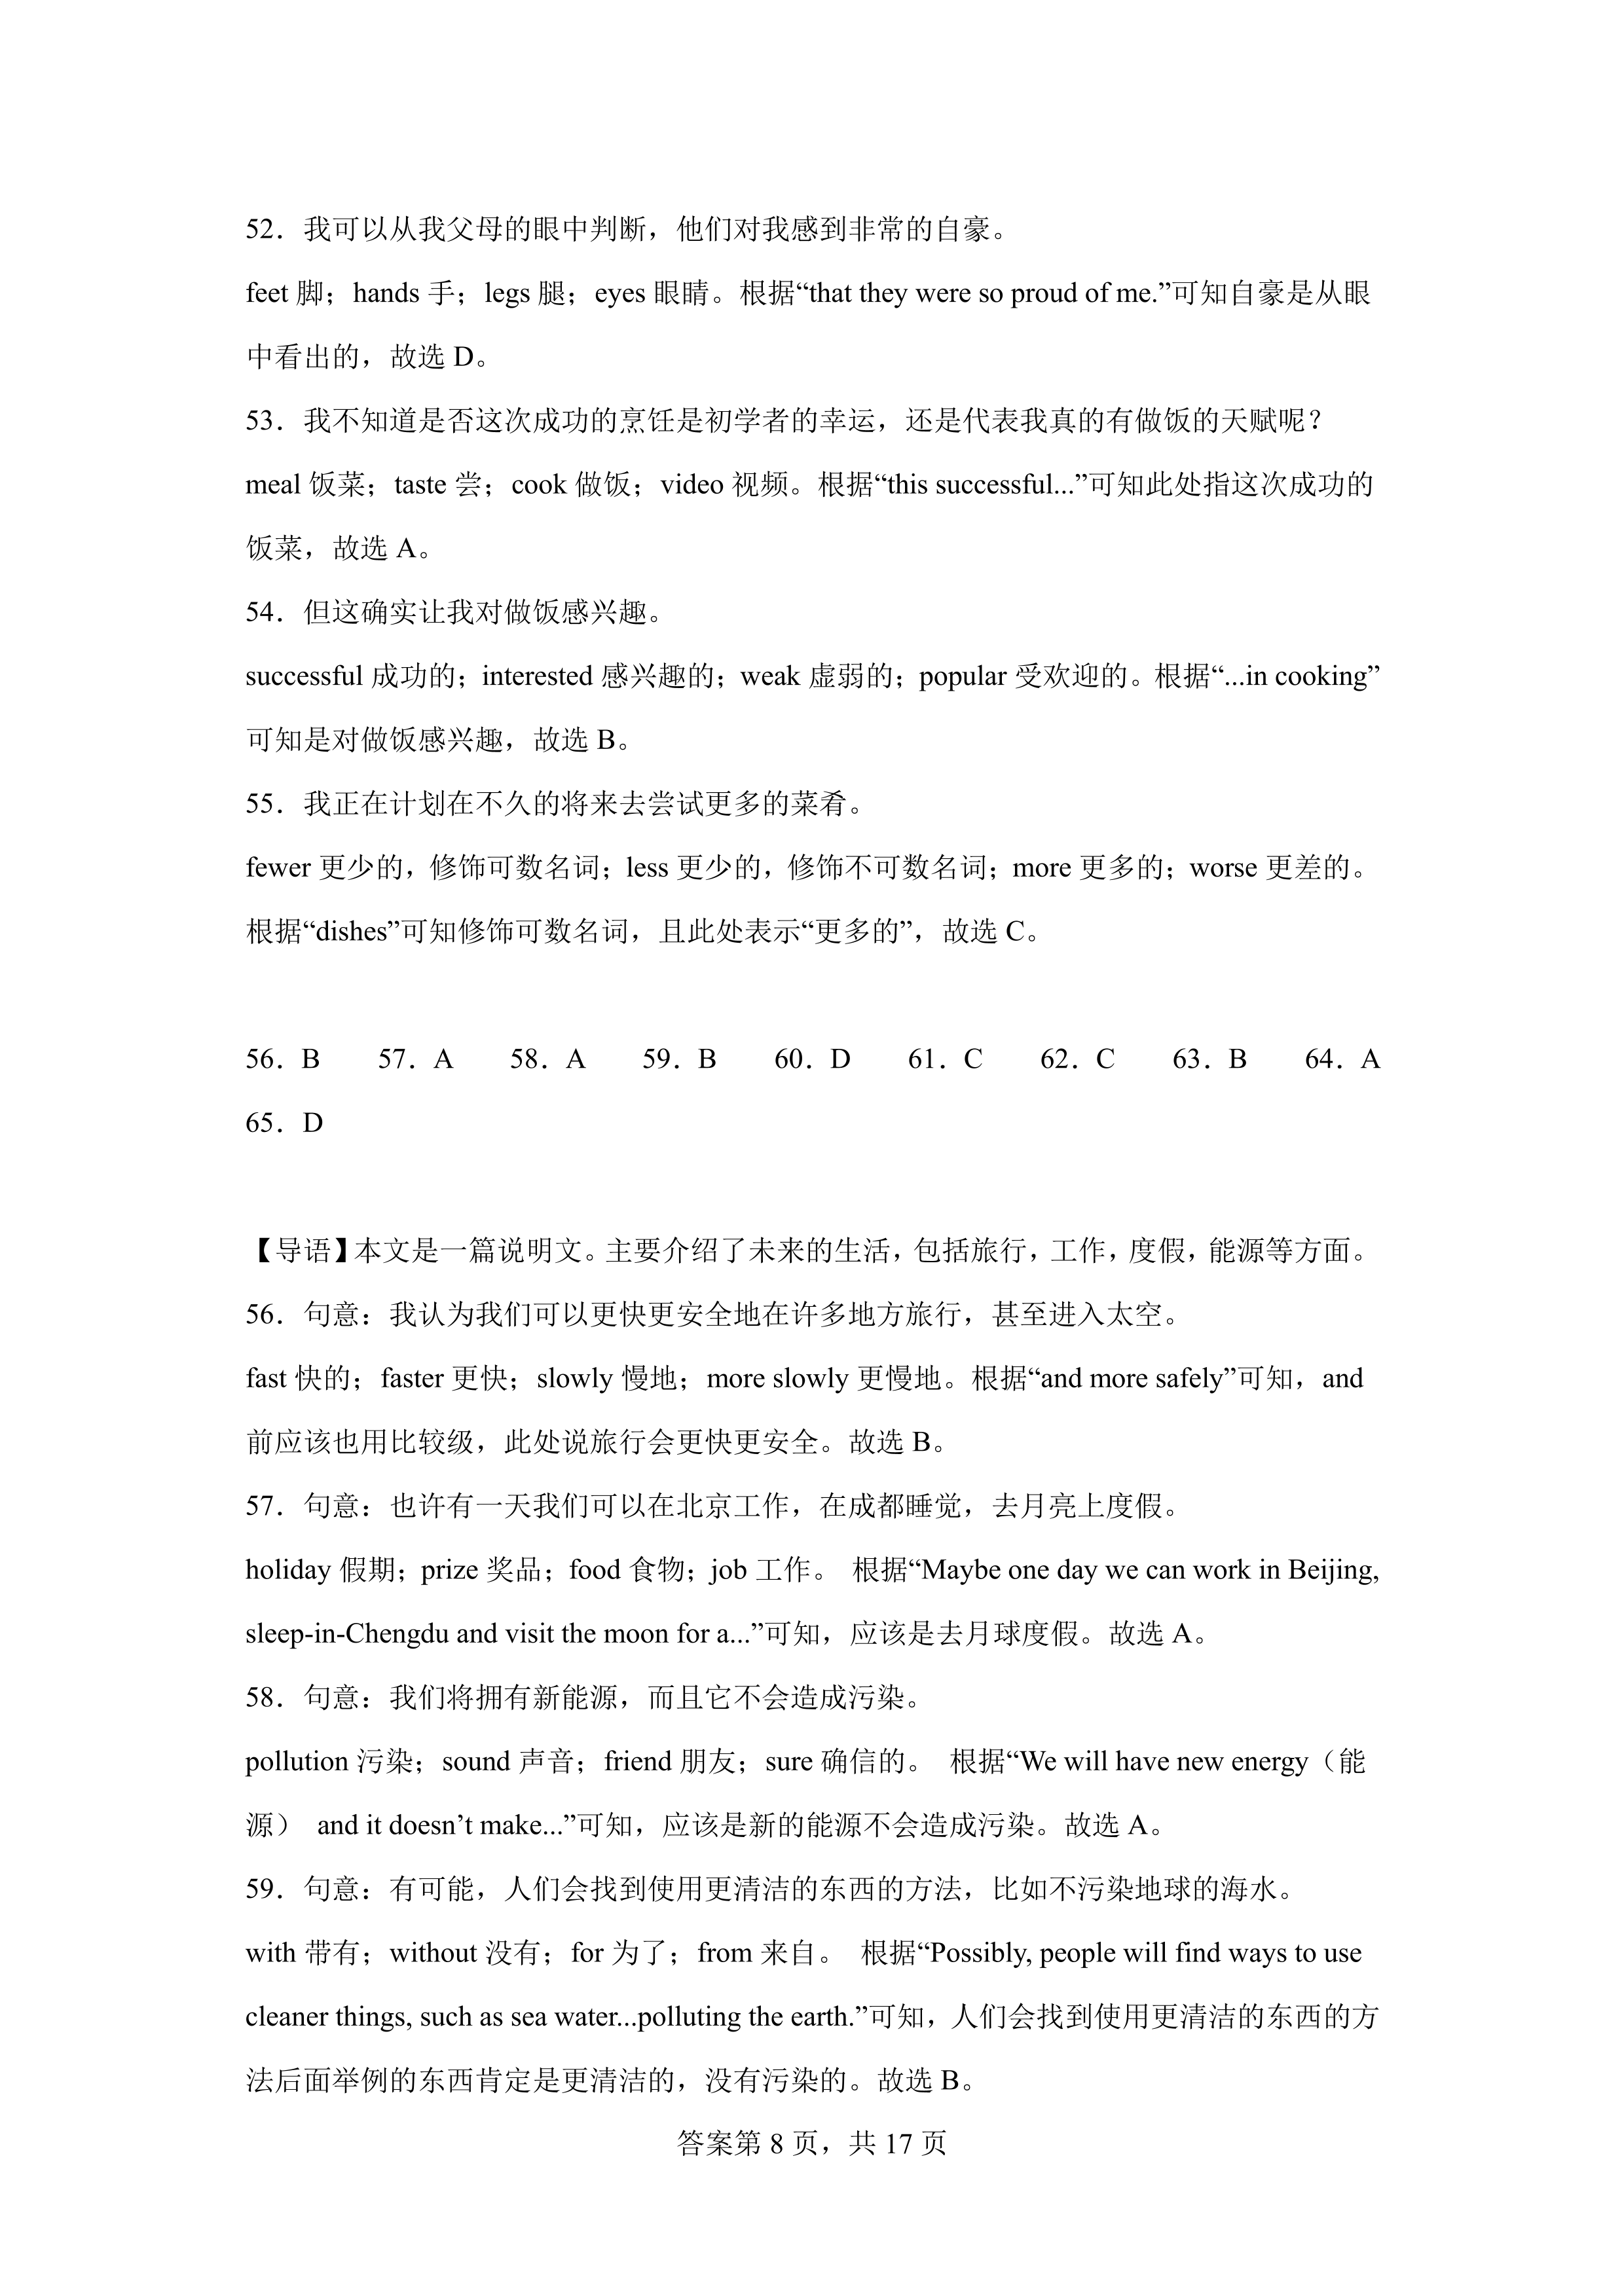 52．我可以从我父母的眼中判断，他们对我感到非常的自豪。
feet 脚；hands 手；legs 腿；eyes 眼睛。根据“that they were so proud of me.”可知自豪是从眼
中看出的，故选 D。
53．我不知道是否这次成功的烹饪是初学者的幸运，还是代表我真的有做饭的天赋呢？
meal 饭菜；taste 尝；cook 做饭；video 视频。根据“this successful...”可知此处指这次成功的
饭菜，故选 A。
54．但这确实让我对做饭感兴趣。
successful 成功的；interested 感兴趣的；weak 虚弱的；popular 受欢迎的。根据“...in cooking”
可知是对做饭感兴趣，故选 B。
55．我正在计划在不久的将来去尝试更多的菜肴。
fewer 更少的，修饰可数名词；less 更少的，修饰不可数名词；more 更多的；worse 更差的。
根据“dishes”可知修饰可数名词，且此处表示“更多的”，故选 C。
56．B 57．A 58．A 59．B 60．D 61．C 62．C 63．B 64．A
65．D
【导语】本文是一篇说明文。主要介绍了未来的生活，包括旅行，工作，度假，能源等方面。
56．句意：我认为我们可以更快更安全地在许多地方旅行，甚至进入太空。
fast 快的；faster 更快；slowly 慢地；more slowly 更慢地。根据“and more safely”可知，and
前应该也用比较级，此处说旅行会更快更安全。故选 B。
57．句意：也许有一天我们可以在北京工作，在成都睡觉，去月亮上度假。
holiday 假期；prize 奖品；food 食物；job 工作。 根据“Maybe one day we can work in Beijing,
sleep-in-Chengdu and visit the moon for a...”可知，应该是去月球度假。故选 A。
58．句意：我们将拥有新能源，而且它不会造成污染。
pollution 污染；sound 声音；friend 朋友；sure 确信的。 根据“We will have new energy（能
源） and it doesn’t make...”可知，应该是新的能源不会造成污染。故选 A。
59．句意：有可能，人们会找到使用更清洁的东西的方法，比如不污染地球的海水。
with 带有；without 没有；for 为了；from 来自。 根据“Possibly, people will find ways to use
cleaner things, such as sea water...polluting the earth.”可知，人们会找到使用更清洁的东西的方
法后面举例的东西肯定是更清洁的，没有污染的。故选 B。
答案第 8 页，共 17 页